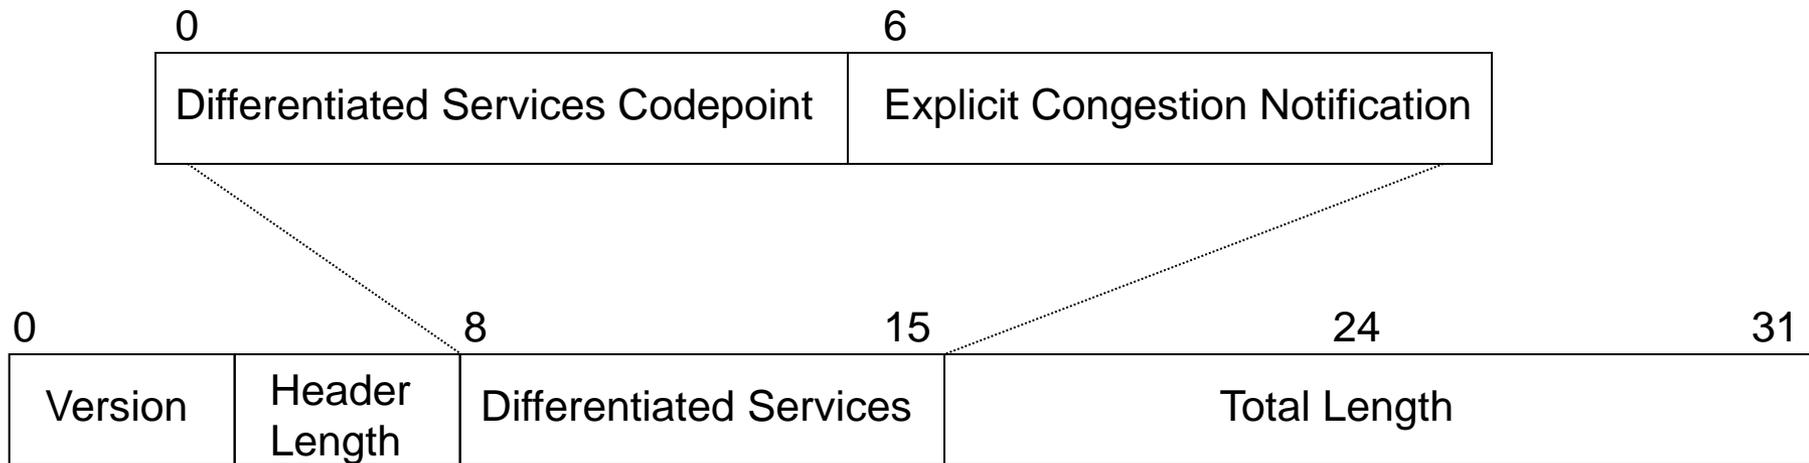 0 6
Differentiated Services Codepoint Explicit Congestion Notification
0 8 15 24 31
Version Header Length Differentiated Services Total Length